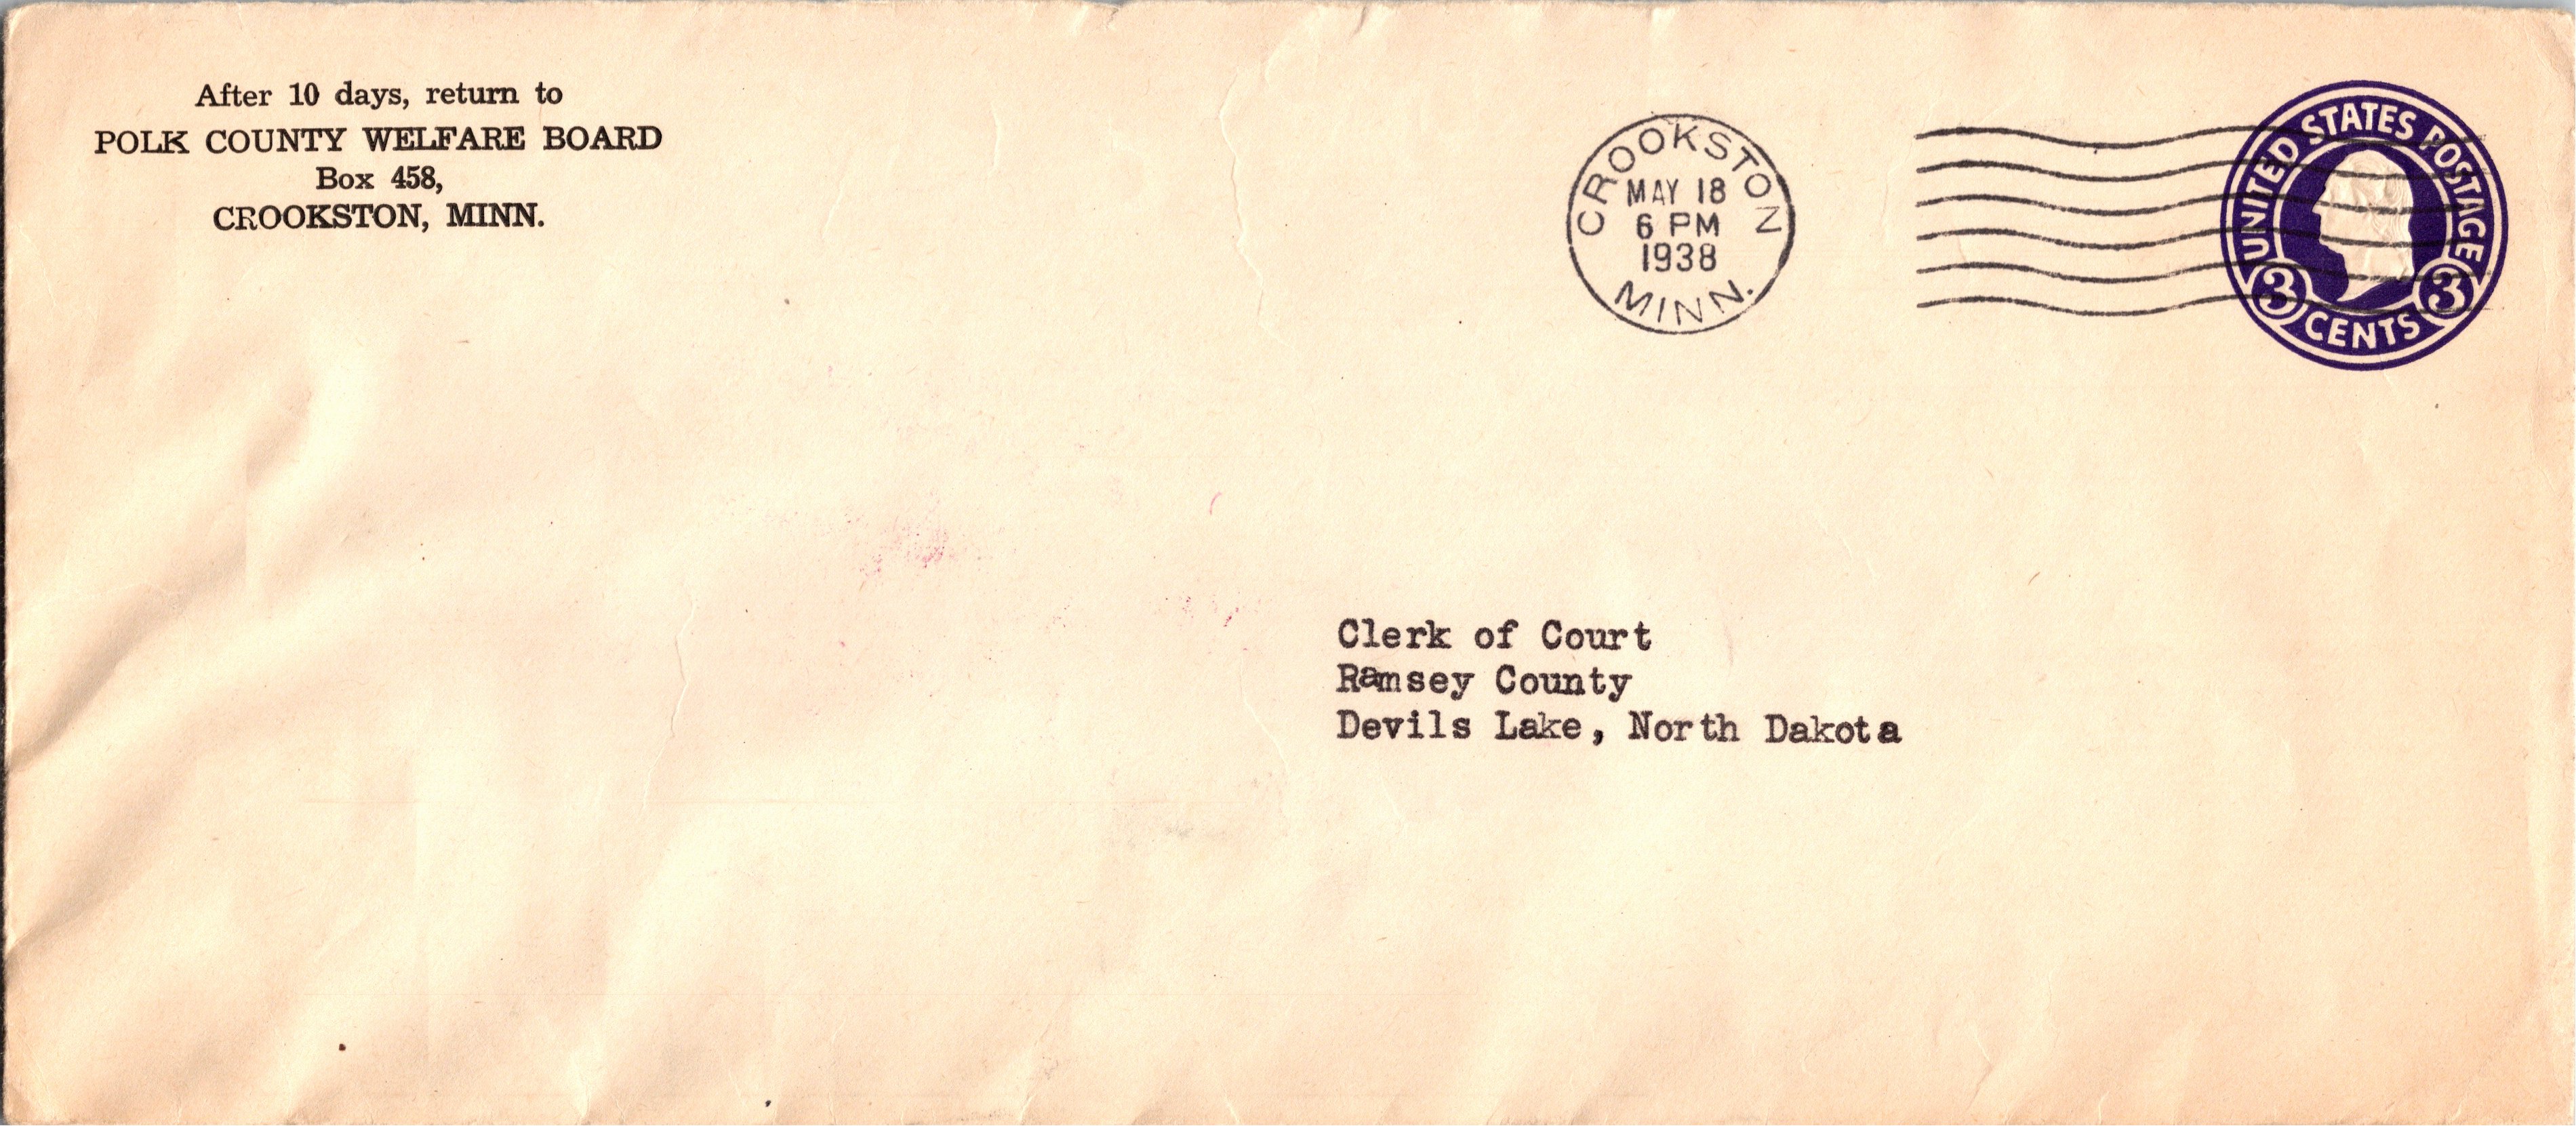 After 10 days, return to
POLK COUNTY WELFARE BOARD
Box 458,
CROOKSTON, MINN.
CROOKSTON
MAY 18
6 PM
1938
MINN.
UNITED STATES POSTAGE
3 3
CENTS
Clerk of Court
Ramsey County
Devils Lake, North Dakota